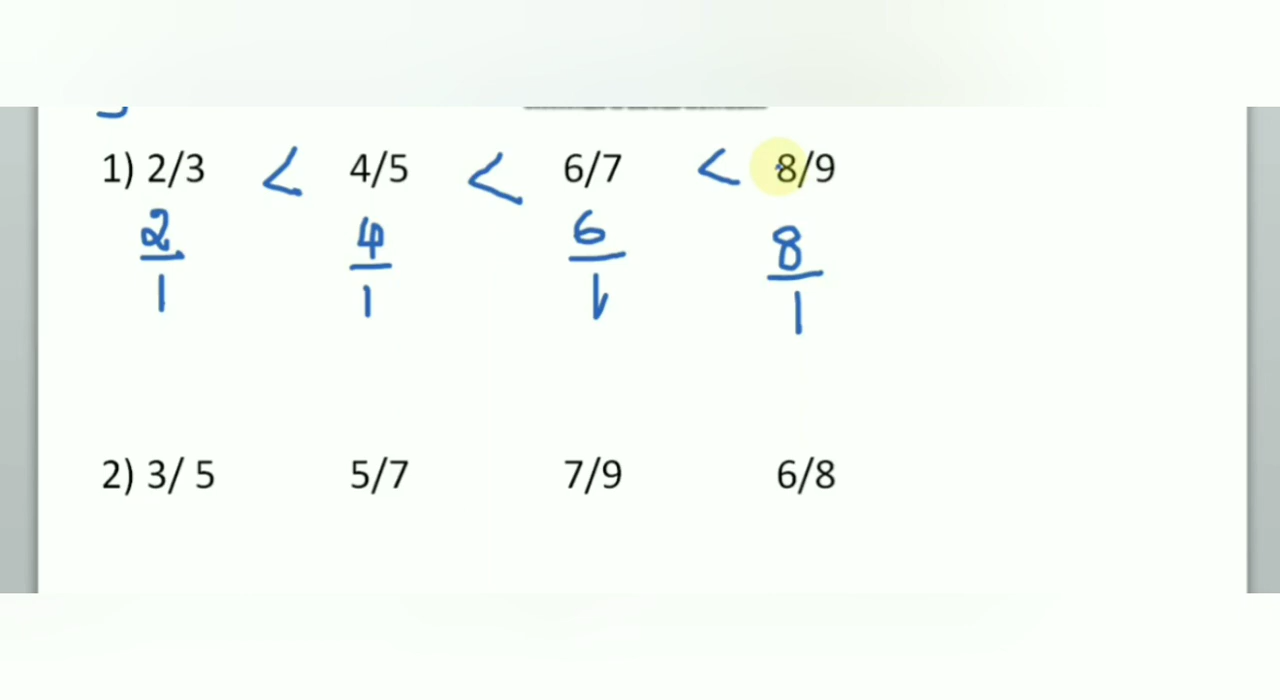 1) 2/3 < 4/5 < 6/7 < 8/9
2 4 6 8
1 1 1 1
2) 3/ 5 5/7 7/9 6/8